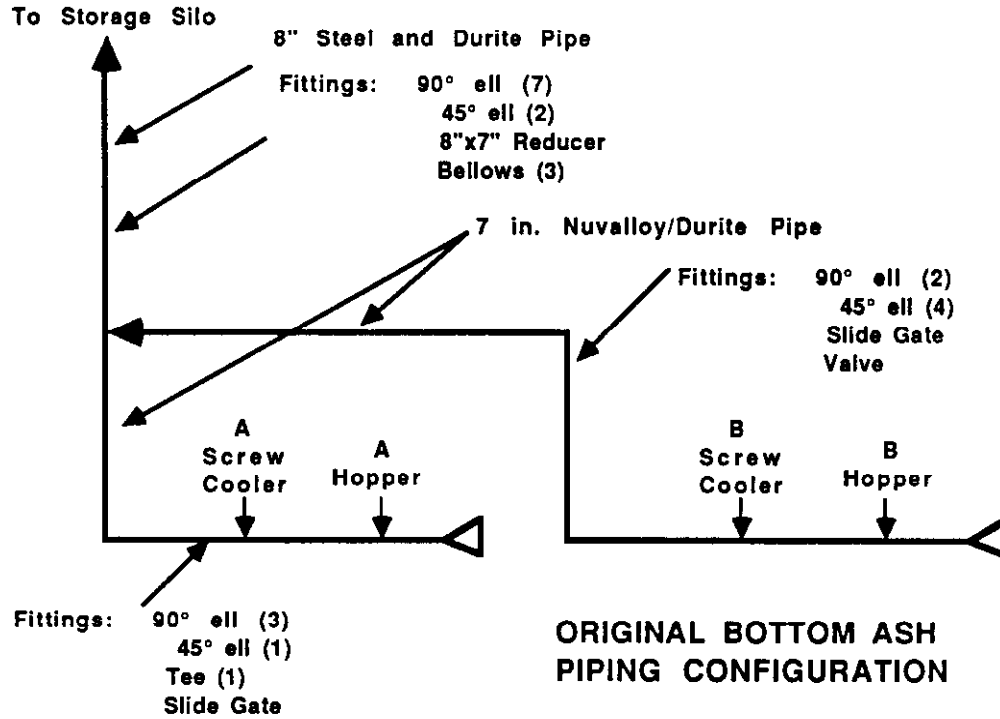 To Storage Silo
8" Steel and Durite Pipe
Fittings: 90° ell (7)
45° ell (2)
8"x7" Reducer
Bellows (3)
7 in. Nuvalloy/Durite Pipe
Fittings: 90° ell (2)
45° ell (4)
Slide Gate
Valve
A
Screw
Cooler
A
Hopper
B
Screw
Cooler
B
Hopper
Fittings: 90° ell (3)
45° ell (1)
Tee (1)
Slide Gate
ORIGINAL BOTTOM ASH
PIPING CONFIGURATION